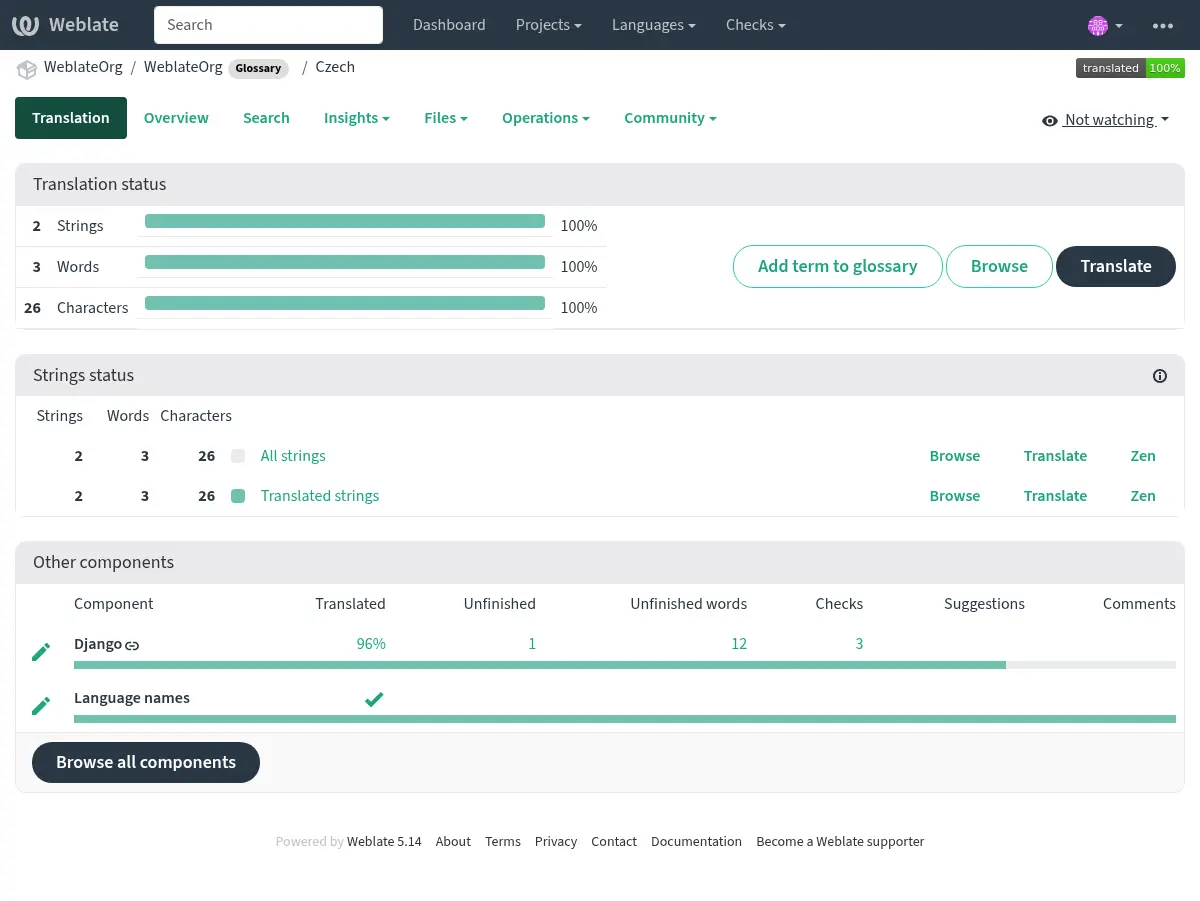 Weblate Search Dashboard Projects Languages Checks
WeblateOrg / WeblateOrg Glossary / Czech translated 100%
Translation Overview Search Insights Files Operations Community Not watching
Translation status
2 Strings 100%
3 Words 100%
Add term to glossary Browse Translate
26 Characters 100%
Strings status
Strings Words Characters
2 3 26 All strings Browse Translate Zen
2 3 26 Translated strings Browse Translate Zen
Other components
Component Translated Unfinished Unfinished words Checks Suggestions Comments
Django 96% 1 12 3
Language names
Browse all components
Powered by Weblate 5.14 About Terms Privacy Contact Documentation Become a Weblate supporter